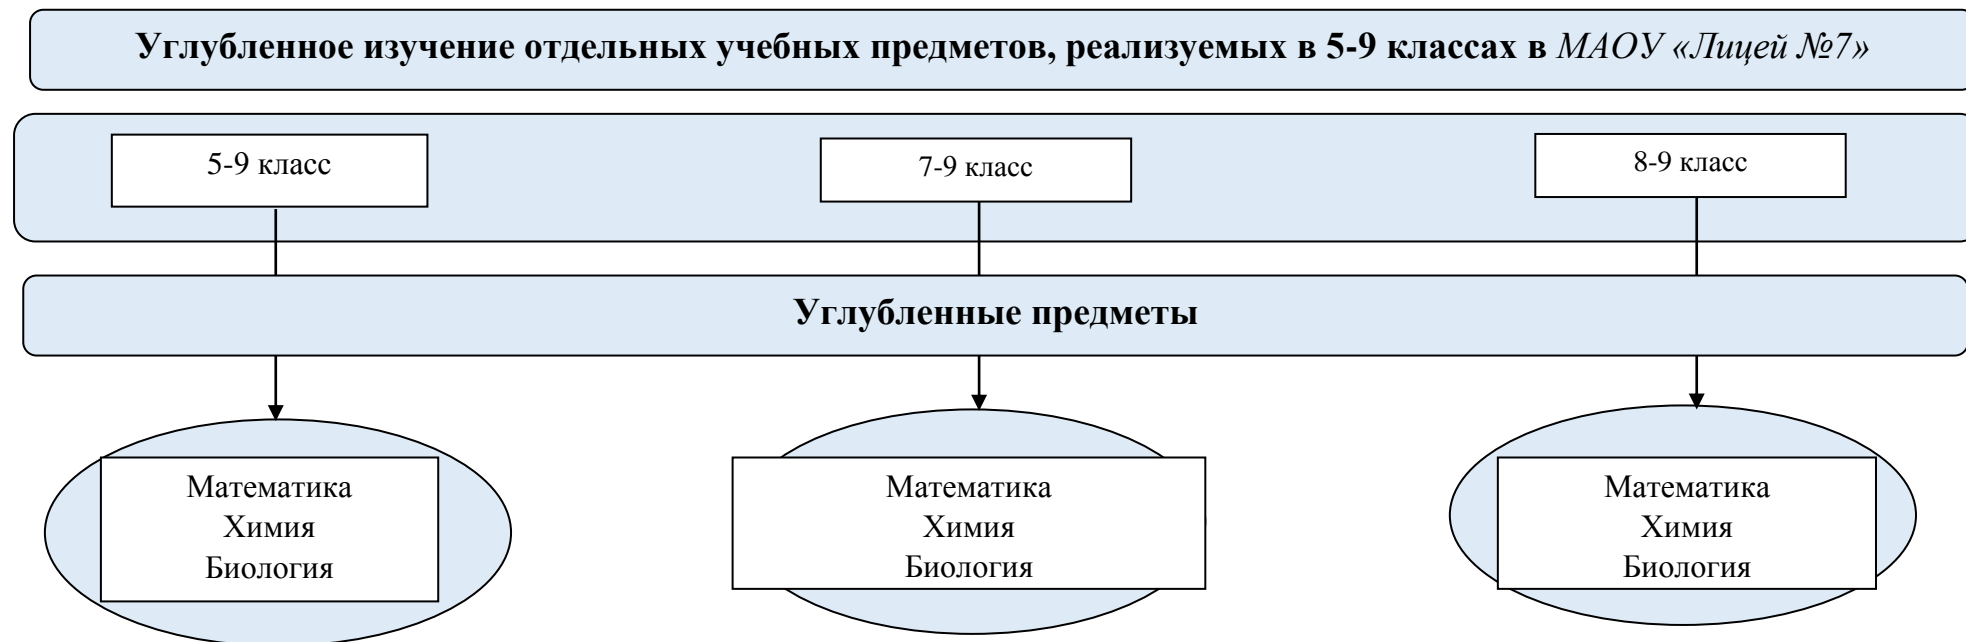 Углубленное изучение отдельных учебных предметов, реализуемых в 5-9 классах в МАОУ «Лицей №7»
5-9 класс
7-9 класс
8-9 класс
Углубленные предметы
Математика
Химия
Биология
Математика
Химия
Биология
Математика
Химия
Биология